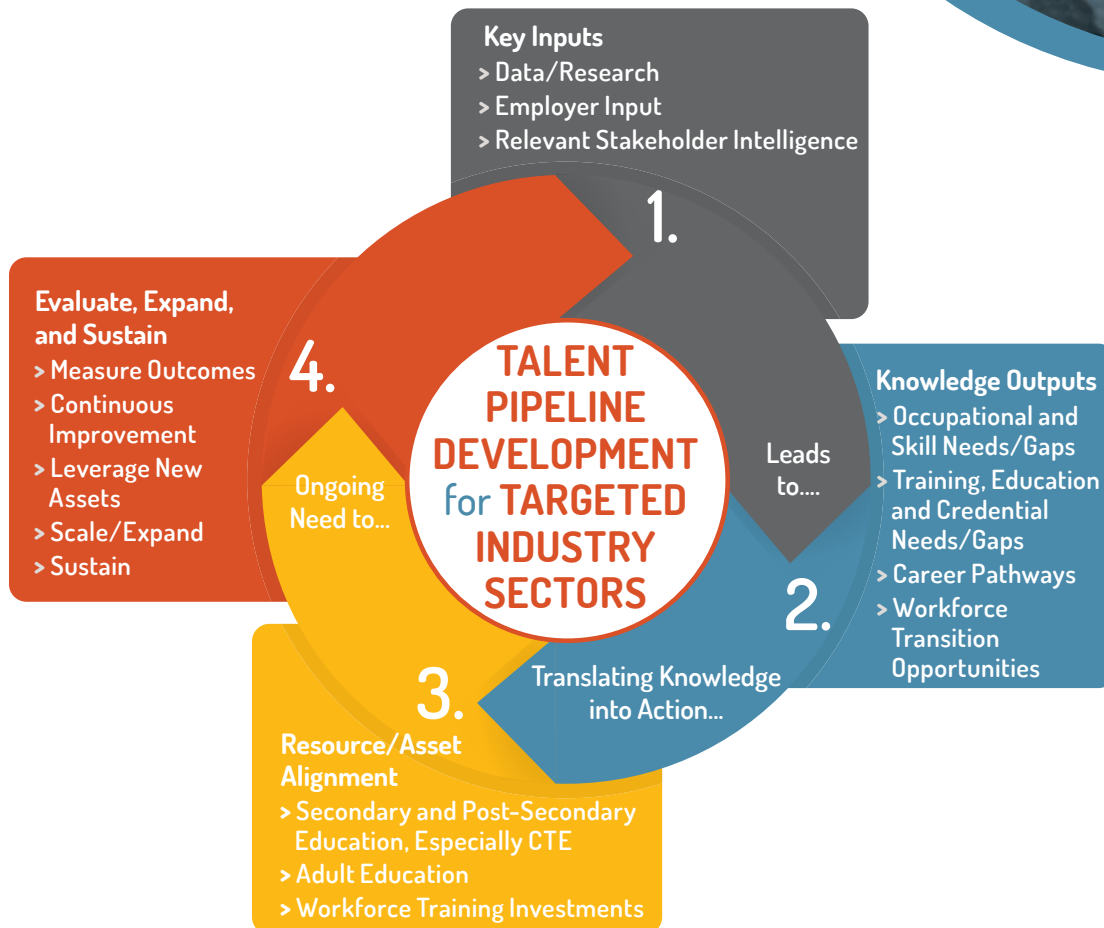 Key Inputs
> Data/Research
> Employer Input
> Relevant Stakeholder Intelligence
1.
Leads
to....
Knowledge Outputs
> Occupational and
Skill Needs/Gaps
> Training, Education
and Credential
Needs/Gaps
> Career Pathways
> Workforce
Transition
Opportunities
2.
Translating Knowledge
into Action...
3.
Resource/Asset
Alignment
> Secondary and Post-Secondary
Education, Especially CTE
> Adult Education
> Workforce Training Investments
Ongoing
Need to...
4.
Evaluate, Expand,
and Sustain
> Measure Outcomes
> Continuous
Improvement
> Leverage New
Assets
> Scale/Expand
> Sustain
TALENT
PIPELINE
DEVELOPMENT
for TARGETED
INDUSTRY
SECTORS